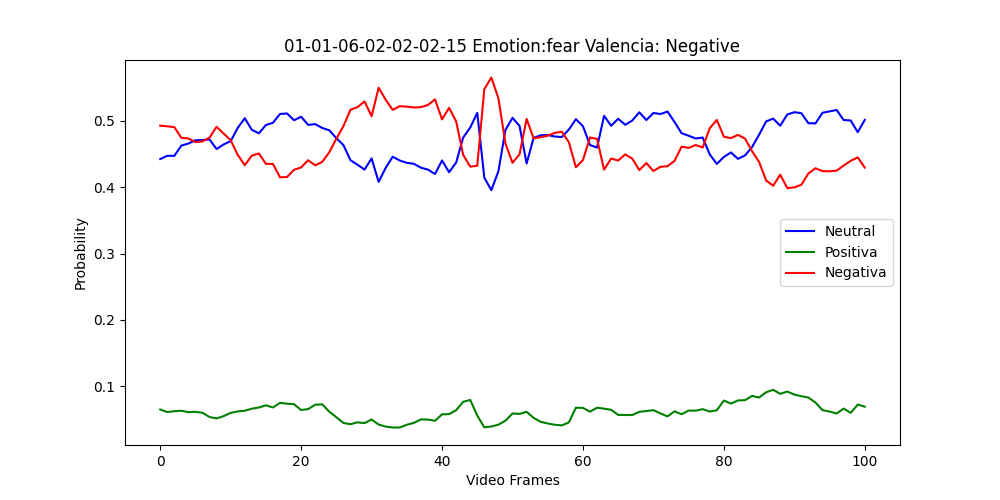 01-01-06-02-02-02-15 Emotion:fear Valencia: Negative
0.5
0.4
0.3
0.2
0.1
Probability
Neutral
Positiva
Negativa
0 20 40 60 80 100
Video Frames